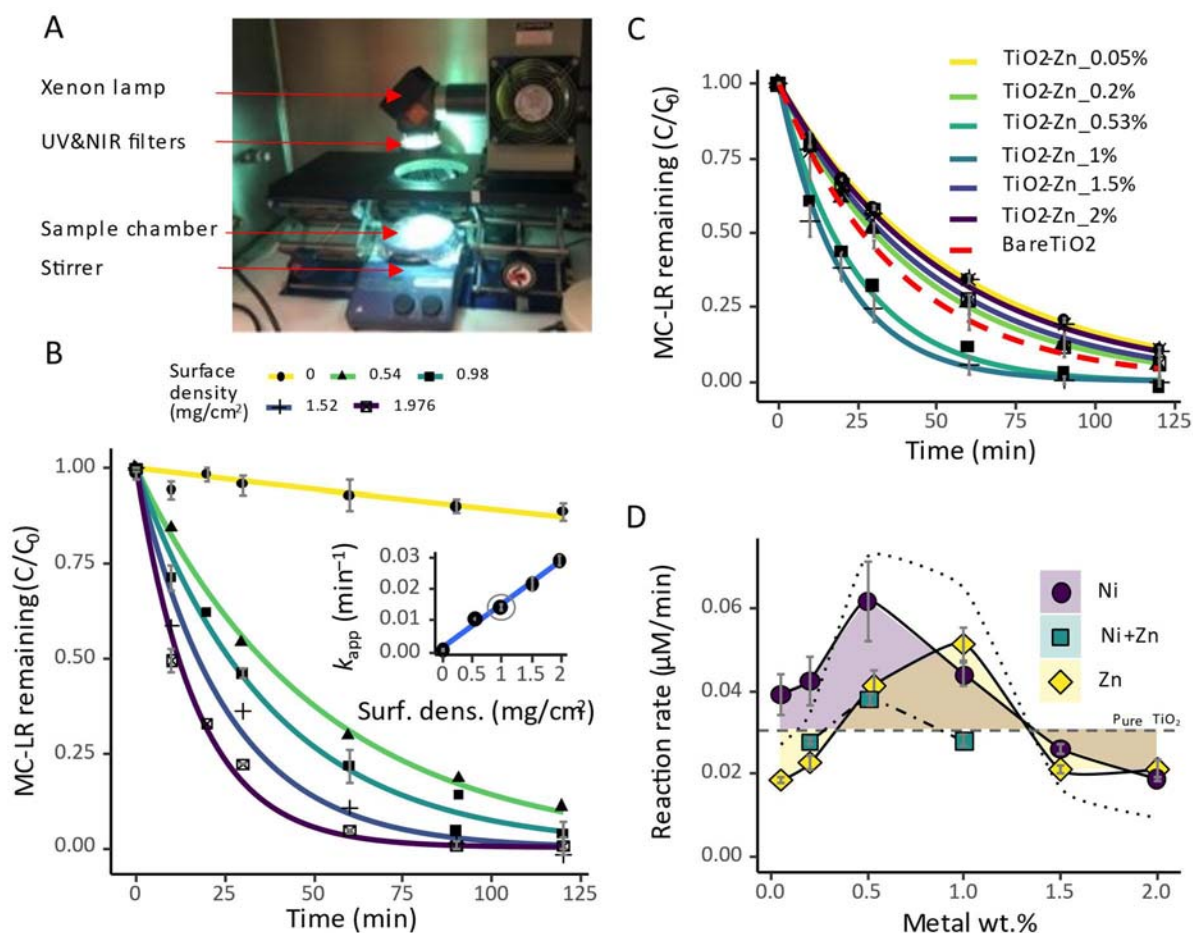 A
Xenon lamp
UV&NIR filters
Sample chamber
Stirrer
B
Surface
density
(mg/cm²)
0
0.54
0.98
1.52
1.976
MC-LR remaining (C/C₀)
1.00
0.75
0.50
0.25
0.00
0
25
50
75
100
125
Time (min)
kapp (min⁻¹)
0.03
0.02
0.01
0.00
0
0.5
1
1.5
2
Surf. dens. (mg/cm²)
C
MC-LR remaining (C/C₀)
1.00
0.75
0.50
0.25
0.00
0
25
50
75
100
125
Time (min)
TiO2-Zn_0.05%
TiO2-Zn_0.2%
TiO2-Zn_0.53%
TiO2-Zn_1%
TiO2-Zn_1.5%
TiO2-Zn_2%
BareTiO2
D
Reaction rate (µM/min)
0.06
0.04
0.02
0.00
0.0
0.5
1.0
1.5
2.0
Metal wt.%
Ni
Ni+Zn
Zn
Pure TiO₂